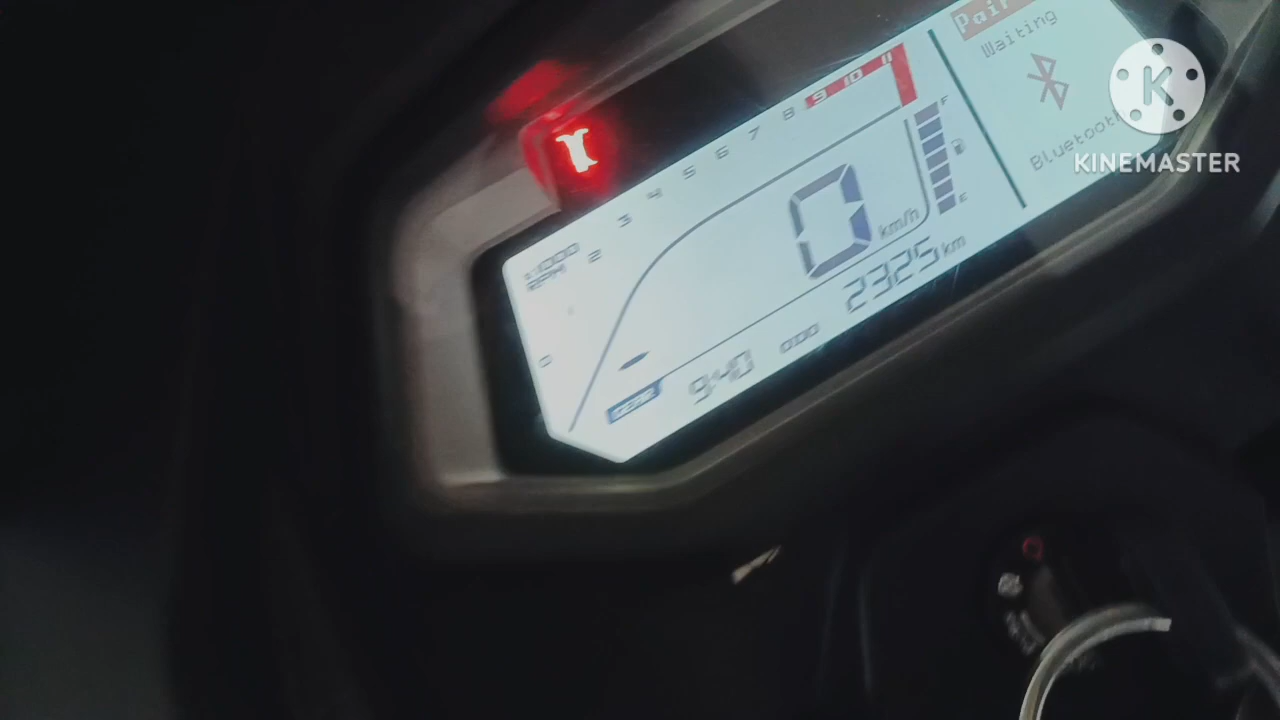 Pair
Waiting
Bluetooth
K
KINEMASTER
x1000
RPM
0
2
3
4
5
6
7
8
9
10
11
F
E
0 km/h
2325 km
ODO
9:40